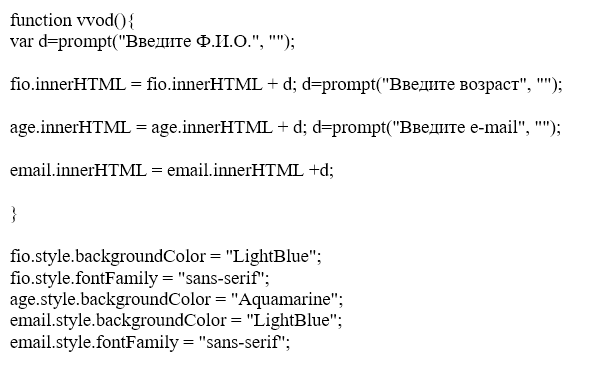 function vvod(){
var d=prompt("Введите Ф.И.О.", "");
fio.innerHTML = fio.innerHTML + d; d=prompt("Введите возраст", "");
age.innerHTML = age.innerHTML + d; d=prompt("Введите e-mail", "");
email.innerHTML = email.innerHTML +d;
}
fio.style.backgroundColor = "LightBlue";
fio.style.fontFamily = "sans-serif";
age.style.backgroundColor = "Aquamarine";
email.style.backgroundColor = "LightBlue";
email.style.fontFamily = "sans-serif";